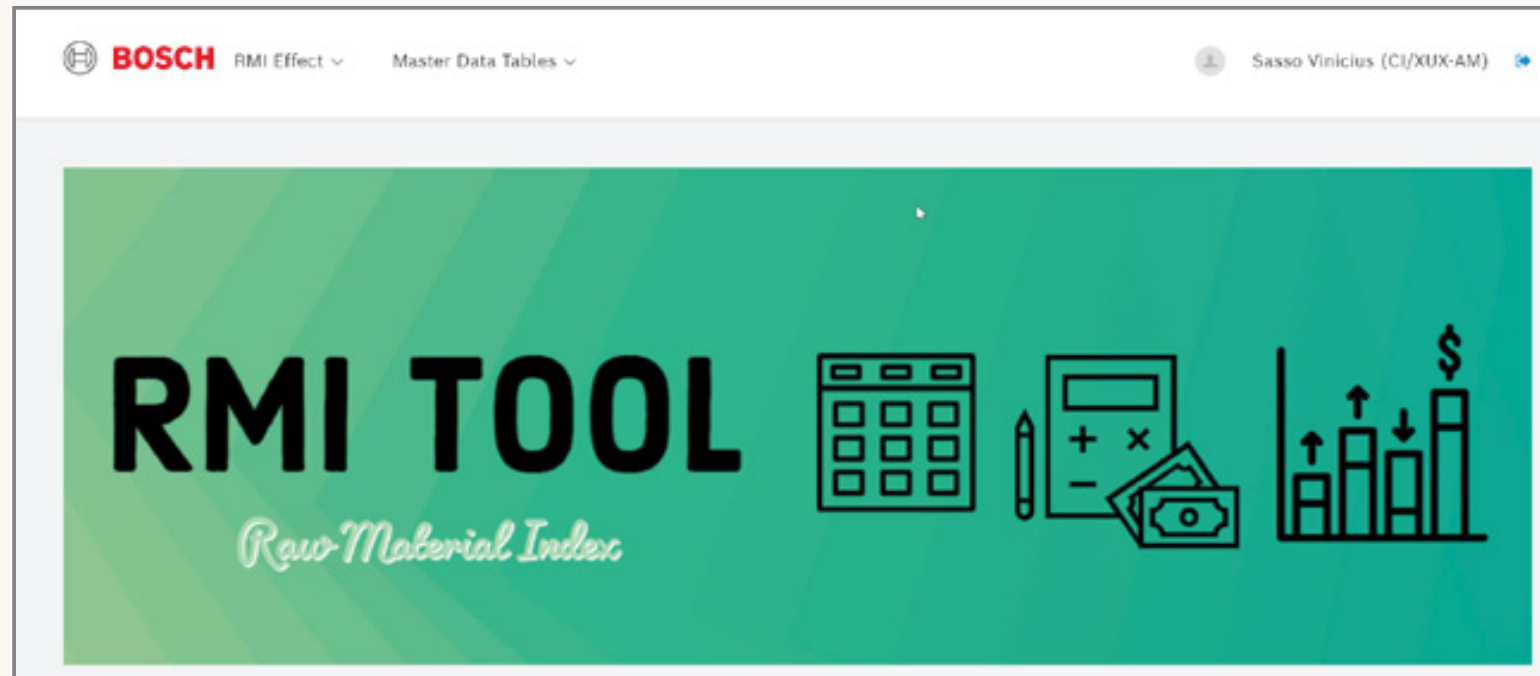 BOSCH RMI Effect Master Data Tables Sasso Vinicius (CI/XUX-AM)
RMI TOOL
Raw Material Index